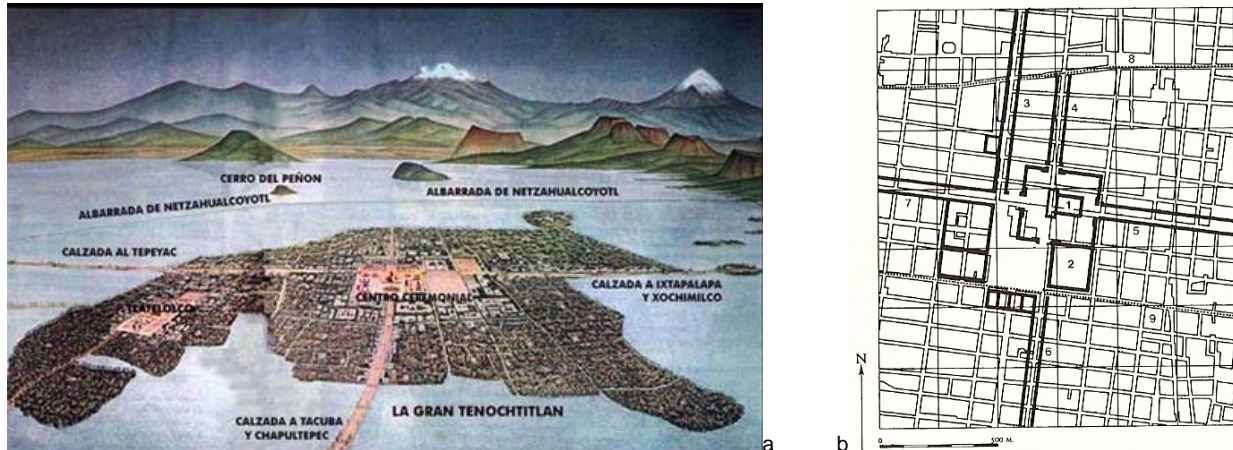 CERRO DEL PEÑON
ALBARRADA DE NETZAHUALCOYOTL
ALBARRADA DE NETZAHUALCOYOTL
CALZADA AL TEPEYAC
CALZADA A IXTAPALAPA
Y XOCHIMILCO
CENTRO CEREMONIAL
TLATELOLCO
LA GRAN TENOCHTITLAN
CALZADA A TACUBA
Y CHAPULTEPEC
a
b
8
3
4
1
7
5
2
9
6
N
0
500 M.